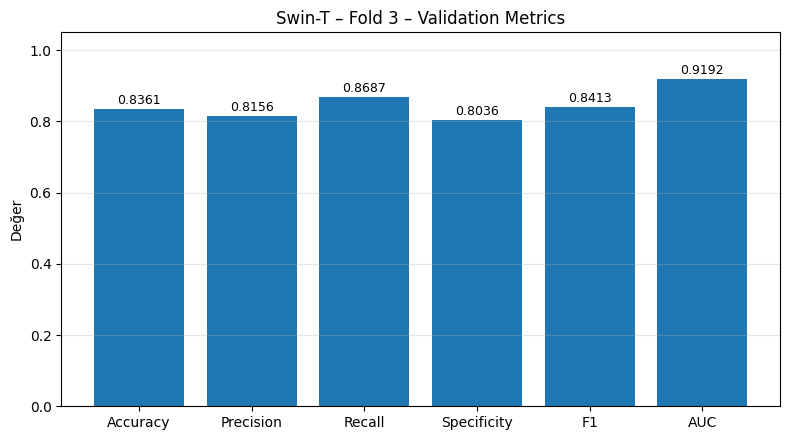 Swin-T – Fold 3 – Validation Metrics
Değer
1.0
0.8
0.6
0.4
0.2
0.0
0.8361
0.8156
0.8687
0.8036
0.8413
0.9192
Accuracy
Precision
Recall
Specificity
F1
AUC